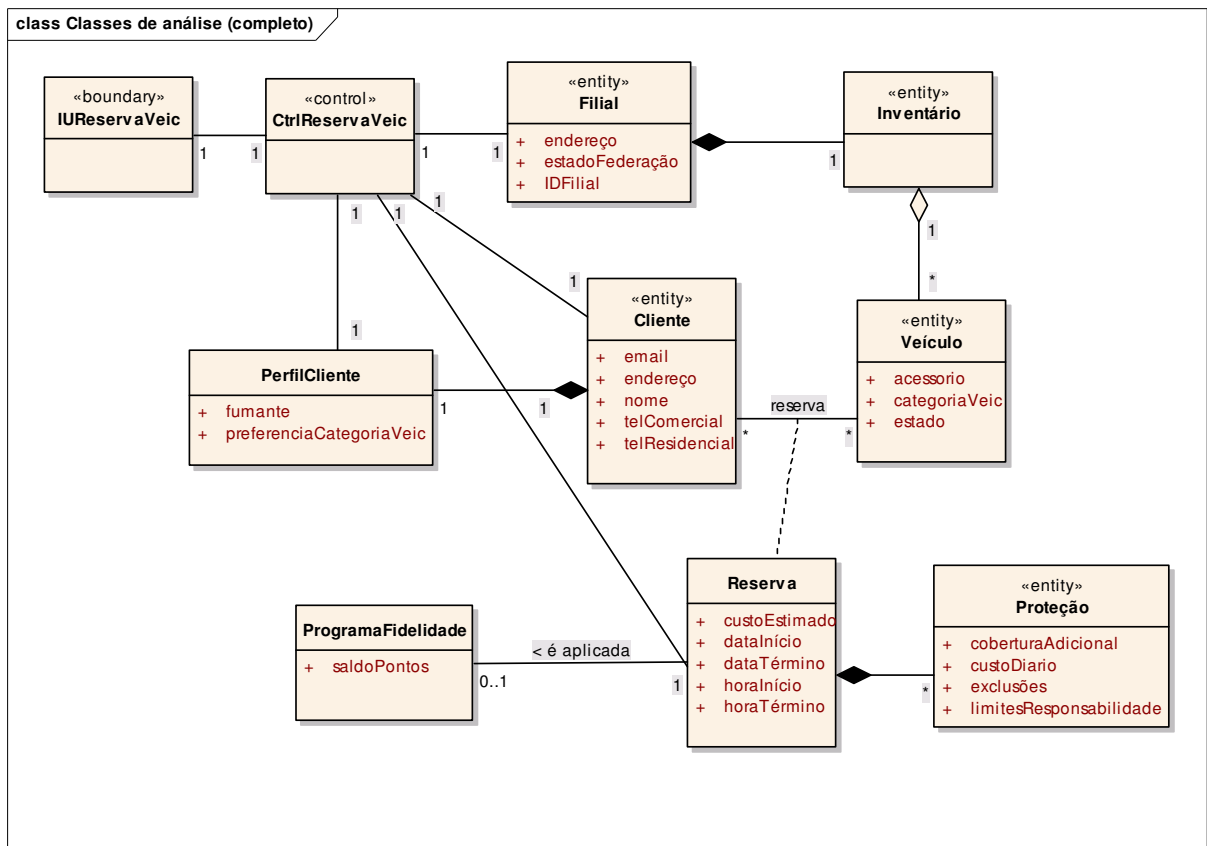 class Classes de análise (completo)
«boundary»
IUReservaVeic
1
1
«control»
CtrlReservaVeic
1
1
«entity»
Filial
+ endereço
+ estadoFederação
+ IDFilial
1
«entity»
Inventário
1
*
1
1
1
1
1
«entity»
Cliente
+ email
+ endereço
+ nome
+ telComercial
+ telResidencial
«entity»
Veículo
+ acessorio
+ categoriaVeic
+ estado
PerfilCliente
+ fumante
+ preferenciaCategoriaVeic
1
1
reserva
*
*
Reserva
+ custoEstimado
+ dataInício
+ dataTérmino
+ horaInício
+ horaTérmino
«entity»
Proteção
+ coberturaAdicional
+ custoDiario
+ exclusões
+ limitesResponsabilidade
ProgramaFidelidade
+ saldoPontos
< é aplicada
0..1
1
*